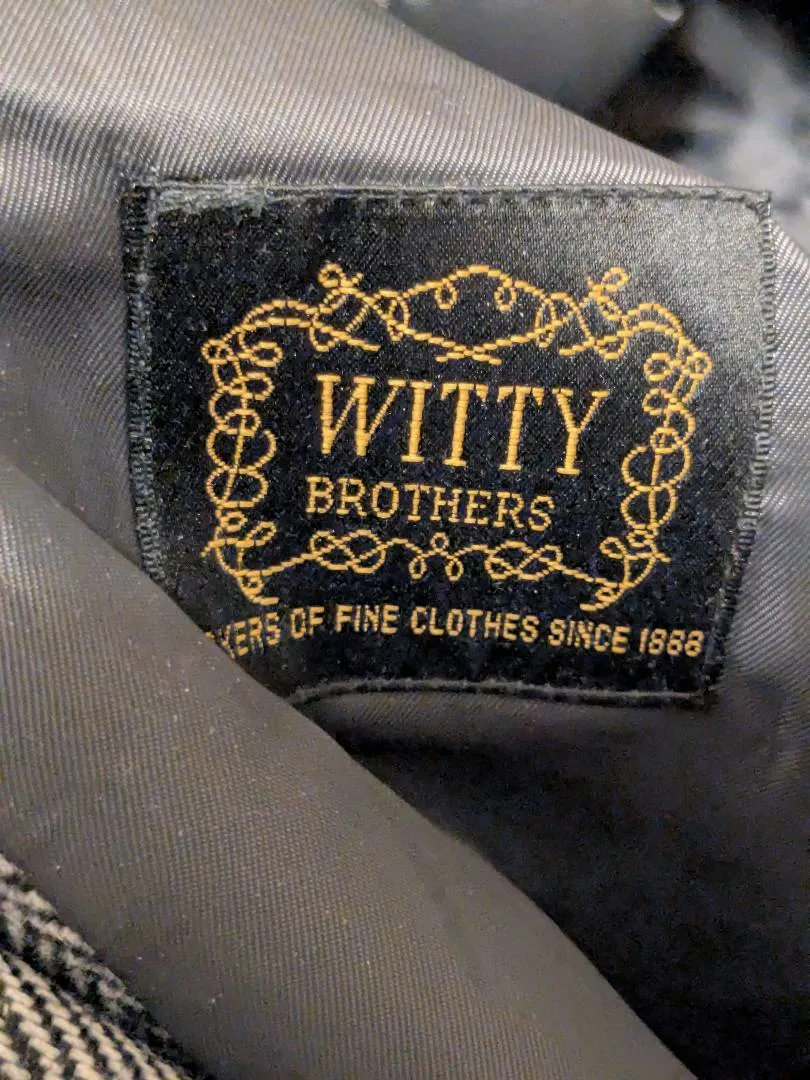 WITTY
BROTHERS
OF FINE CLOTHES SINCE 1888